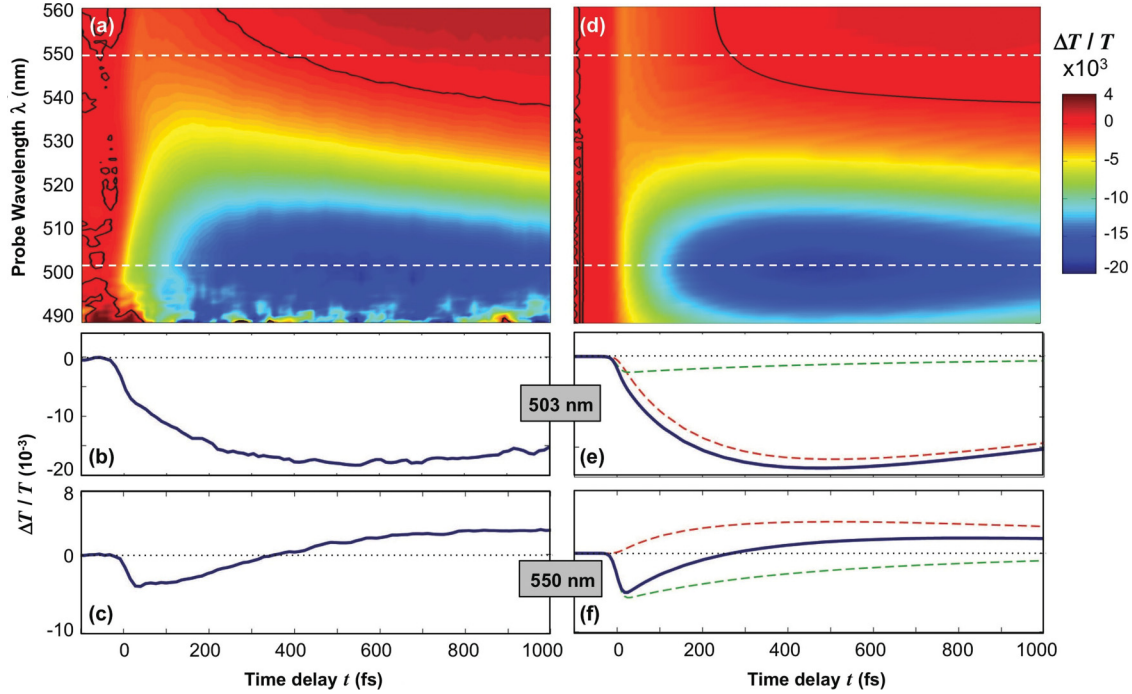 (a)
(d)
Probe Wavelength λ (nm)
560
550
540
530
520
510
500
490
ΔT / T
x10³
4
0
-5
-10
-15
-20
(b)
(e)
503 nm
0
-10
-20
ΔT / T (10⁻³)
(c)
(f)
550 nm
8
0
-10
0 200 400 600 800 1000
0 200 400 600 800 1000
Time delay t (fs)
Time delay t (fs)